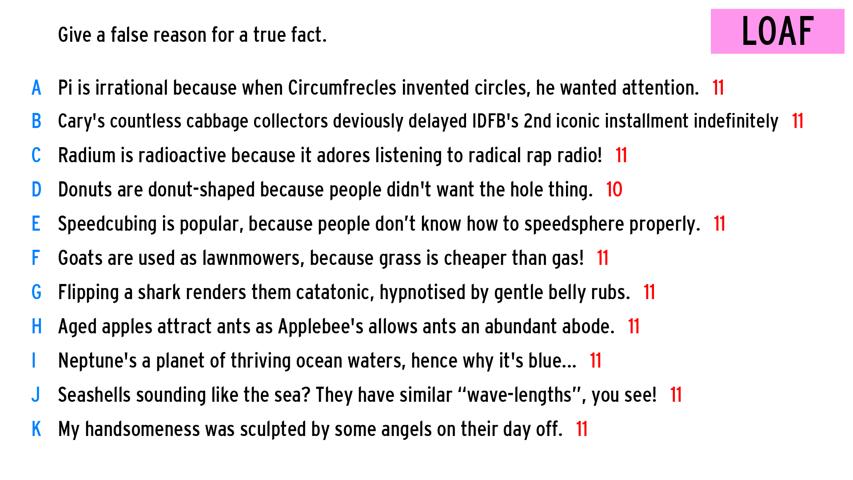 Give a false reason for a true fact.
LOAF
A Pi is irrational because when Circumfrecles invented circles, he wanted attention. 11
B Cary's countless cabbage collectors deviously delayed IDFB's 2nd iconic installment indefinitely 11
C Radium is radioactive because it adores listening to radical rap radio! 11
D Donuts are donut-shaped because people didn't want the hole thing. 10
E Speedcubing is popular, because people don’t know how to speedsphere properly. 11
F Goats are used as lawnmowers, because grass is cheaper than gas! 11
G Flipping a shark renders them catatonic, hypnotised by gentle belly rubs. 11
H Aged apples attract ants as Applebee's allows ants an abundant abode. 11
I Neptune's a planet of thriving ocean waters, hence why it's blue... 11
J Seashells sounding like the sea? They have similar “wave-lengths”, you see! 11
K My handsomeness was sculpted by some angels on their day off. 11